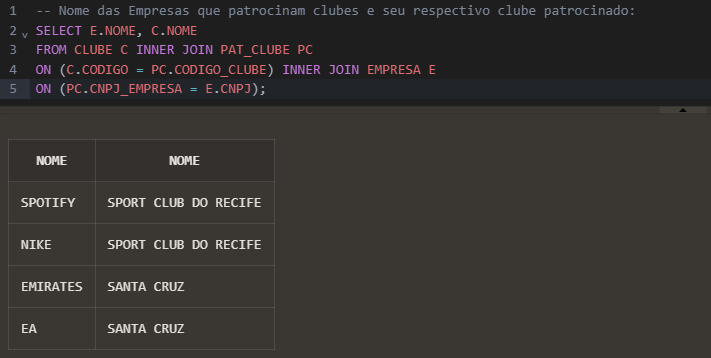 1 -- Nome das Empresas que patrocinam clubes e seu respectivo clube patrocinado:
2 SELECT E.NOME, C.NOME
3 FROM CLUBE C INNER JOIN PAT_CLUBE PC
4 ON (C.CODIGO = PC.CODIGO_CLUBE) INNER JOIN EMPRESA E
5 ON (PC.CNPJ_EMPRESA = E.CNPJ);
NOME NOME
SPOTIFY SPORT CLUB DO RECIFE
NIKE SPORT CLUB DO RECIFE
EMIRATES SANTA CRUZ
EA SANTA CRUZ